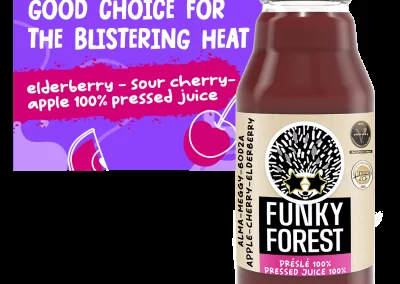 GOOD CHOICE FOR
THE BLISTERING HEAT
elderberry - sour cherry-
apple 100% pressed juice
ALMA-MEGGY-BODZA
APPLE-CHERRY-ELDERBERRY
FUNKY
FOREST
PRÉSLÉ 100%
PRESSED JUICE 100%